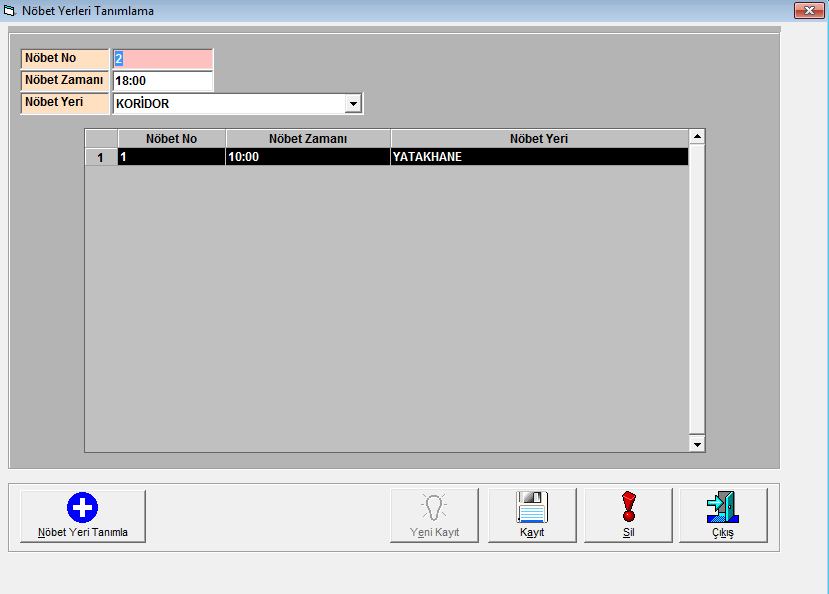 Nöbet Yerleri Tanımlama
Nöbet No 2
Nöbet Zamanı 18:00
Nöbet Yeri KORİDOR
Nöbet No Nöbet Zamanı Nöbet Yeri
1 1 10:00 YATAKHANE
Nöbet Yeri Tanımla Yeni Kayıt Kayıt Sil Çıkış